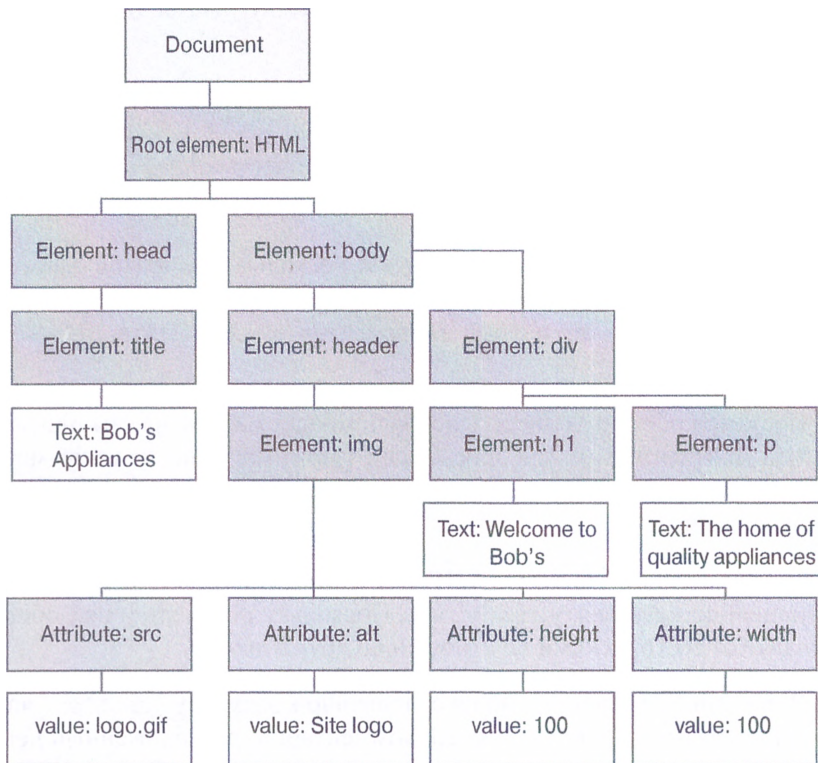 Document
Root element: HTML
Element: head
Element: body
Element: title
Element: header
Element: div
Text: Bob's
Appliances
Element: img
Element: h1
Element: p
Text: Welcome to
Bob's
Text: The home of
quality appliances
Attribute: src
Attribute: alt
Attribute: height
Attribute: width
value: logo.gif
value: Site logo
value: 100
value: 100